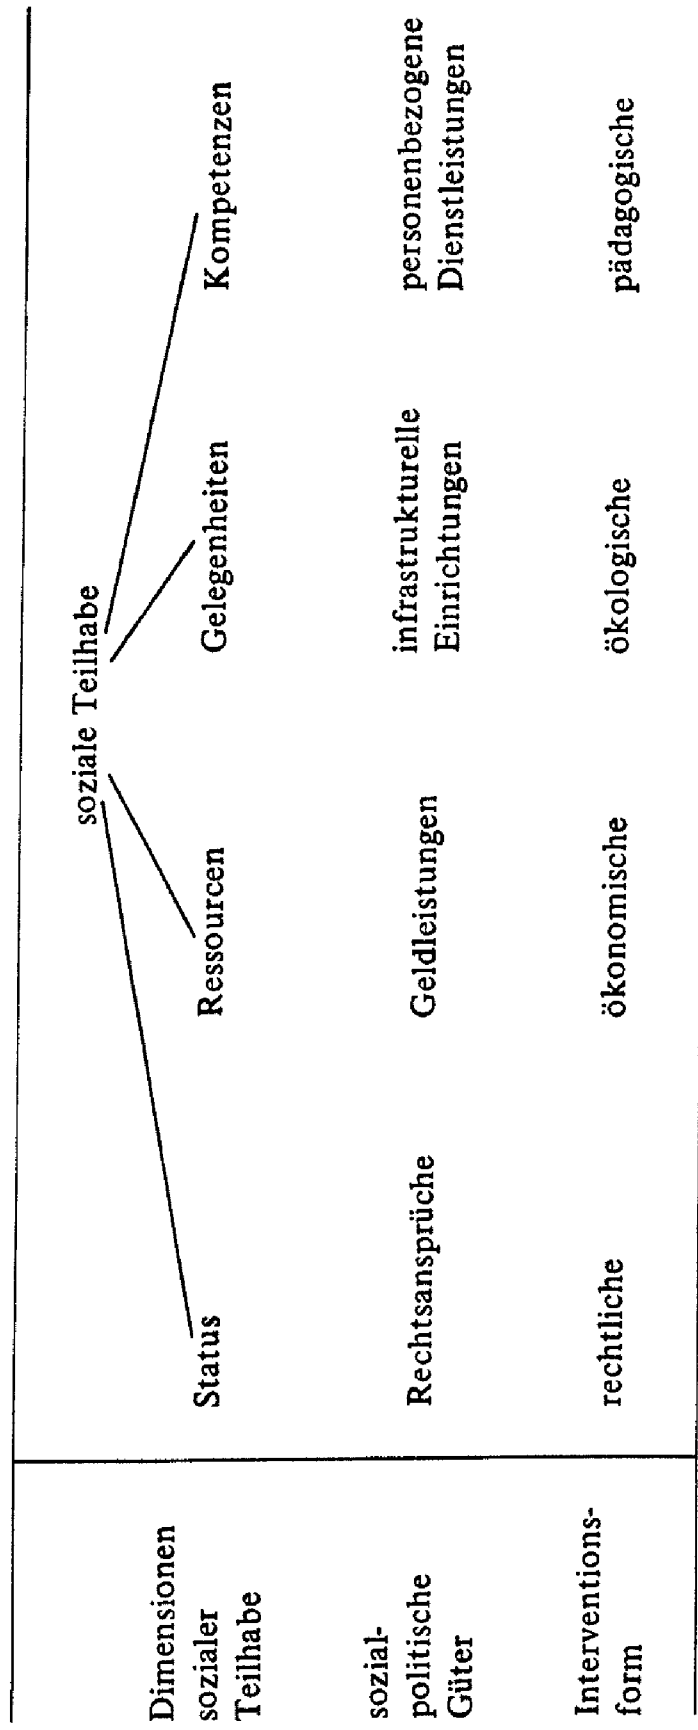 soziale Teilhabe
Dimensionen
sozialer
Teilhabe
Status
Ressourcen
Gelegenheiten
Kompetenzen
sozial-
politische
Güter
Rechtsansprüche
Geldleistungen
infrastrukturelle
Einrichtungen
personenbezogene
Dienstleistungen
Interventions-
form
rechtliche
ökonomische
ökologische
pädagogische